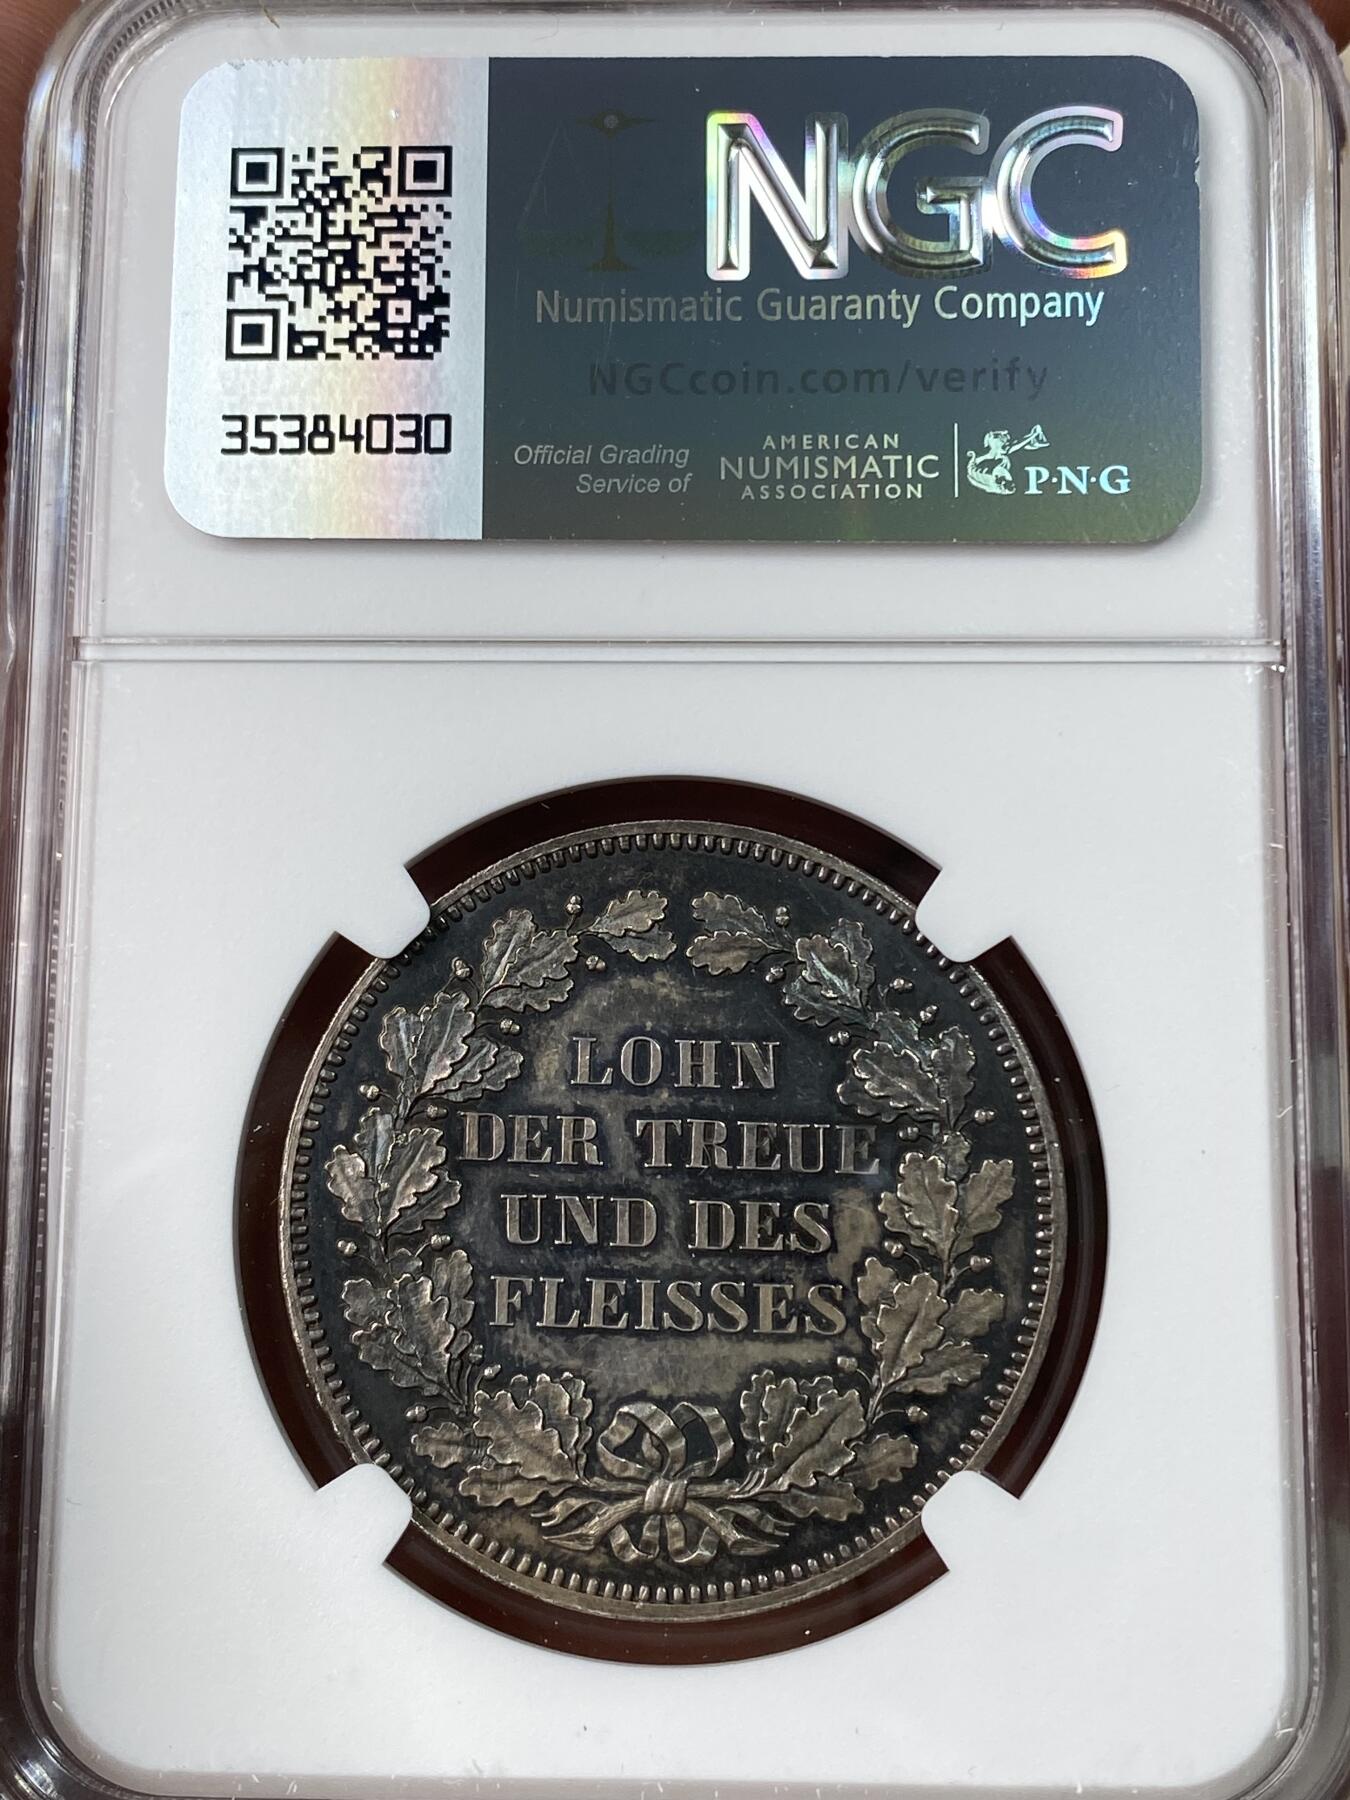 NGC
Numismatic Guaranty Company
NGCcoin.com/verify
35384030
Official Grading
Service of
AMERICAN
NUMISMATIC
ASSOCIATION
P·N·G
LOHN
DER TREUE
UND DES
FLEISSES